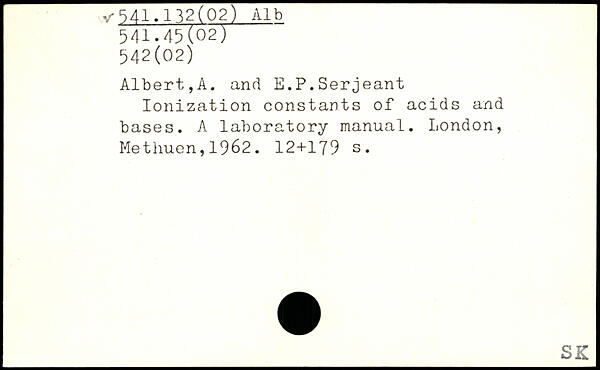 541.132(02) Alb
541.45(02)
542(02)
Albert,A. and E.P.Serjeant
Ionization constants of acids and
bases. A laboratory manual. London,
Methuen,1962. 12+179 s.
SK